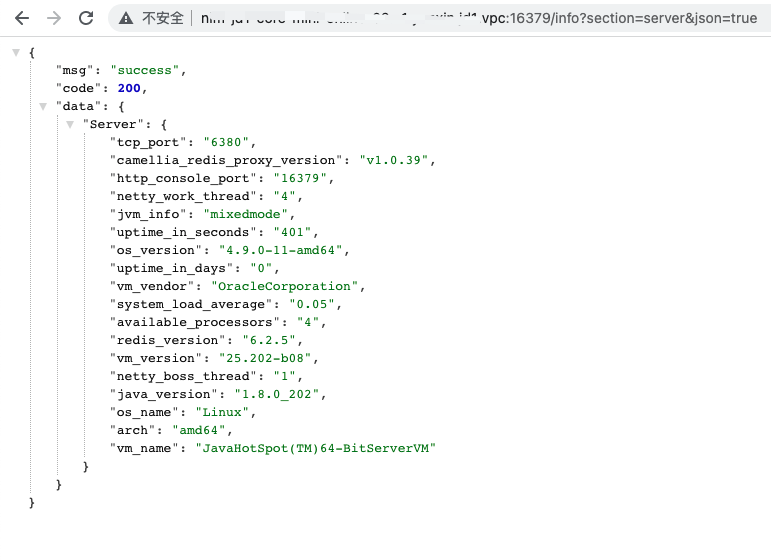 不安全
vpc:16379/info?section=server&json=true
{
"msg": "success",
"code": 200,
"data": {
"Server": {
"tcp_port": "6380",
"camellia_redis_proxy_version": "v1.0.39",
"http_console_port": "16379",
"netty_work_thread": "4",
"jvm_info": "mixedmode",
"uptime_in_seconds": "401",
"os_version": "4.9.0-11-amd64",
"uptime_in_days": "0",
"vm_vendor": "OracleCorporation",
"system_load_average": "0.05",
"available_processors": "4",
"redis_version": "6.2.5",
"vm_version": "25.202-b08",
"netty_boss_thread": "1",
"java_version": "1.8.0_202",
"os_name": "Linux",
"arch": "amd64",
"vm_name": "JavaHotSpot(TM)64-BitServerVM"
}
}
}